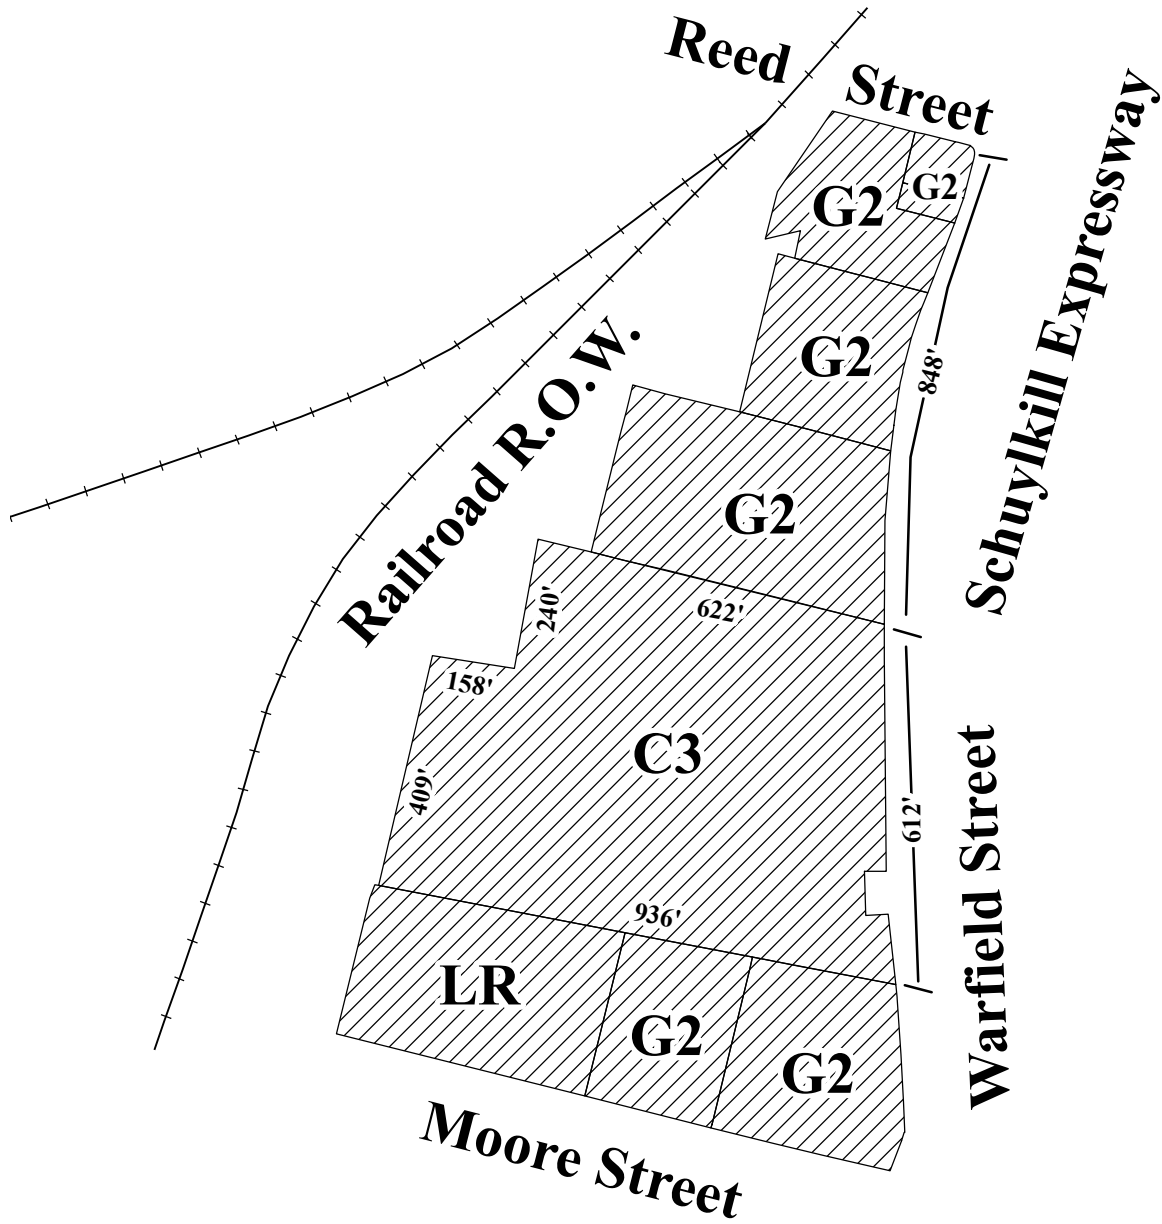 Reed
Street
G2
G2
Schuylkill Expressway
G2
848'
Railroad R.O.W.
G2
240'
622'
158'
C3
409'
612'
Warfield Street
936'
LR
G2
G2
Moore Street